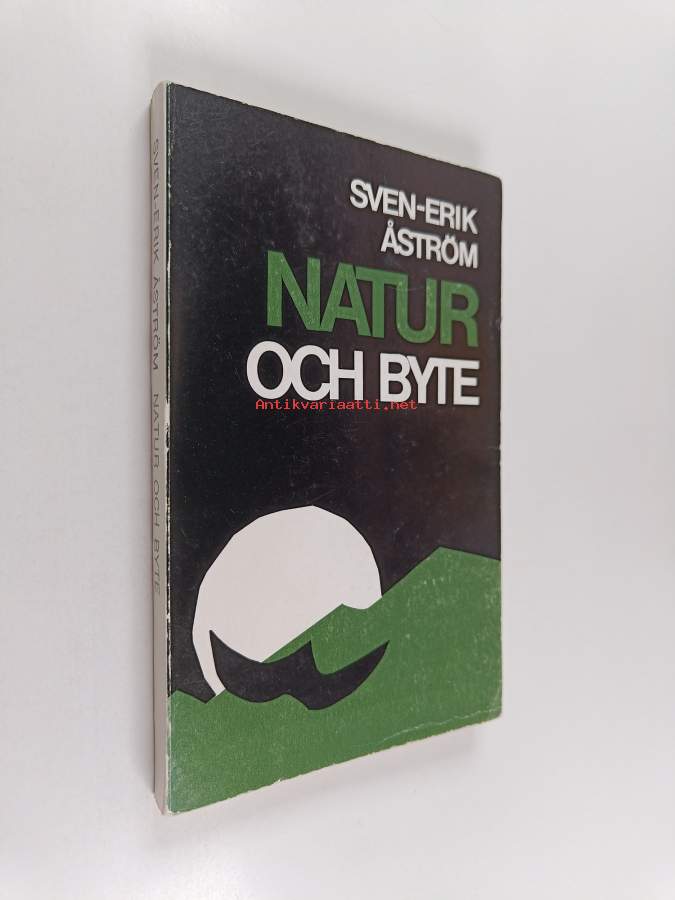 SVEN-ERIK
ÅSTRÖM
NATUR
OCH BYTE
Antikvariaatti.net
SVEN-ERIK ÅSTRÖM NATUR OCH BYTE